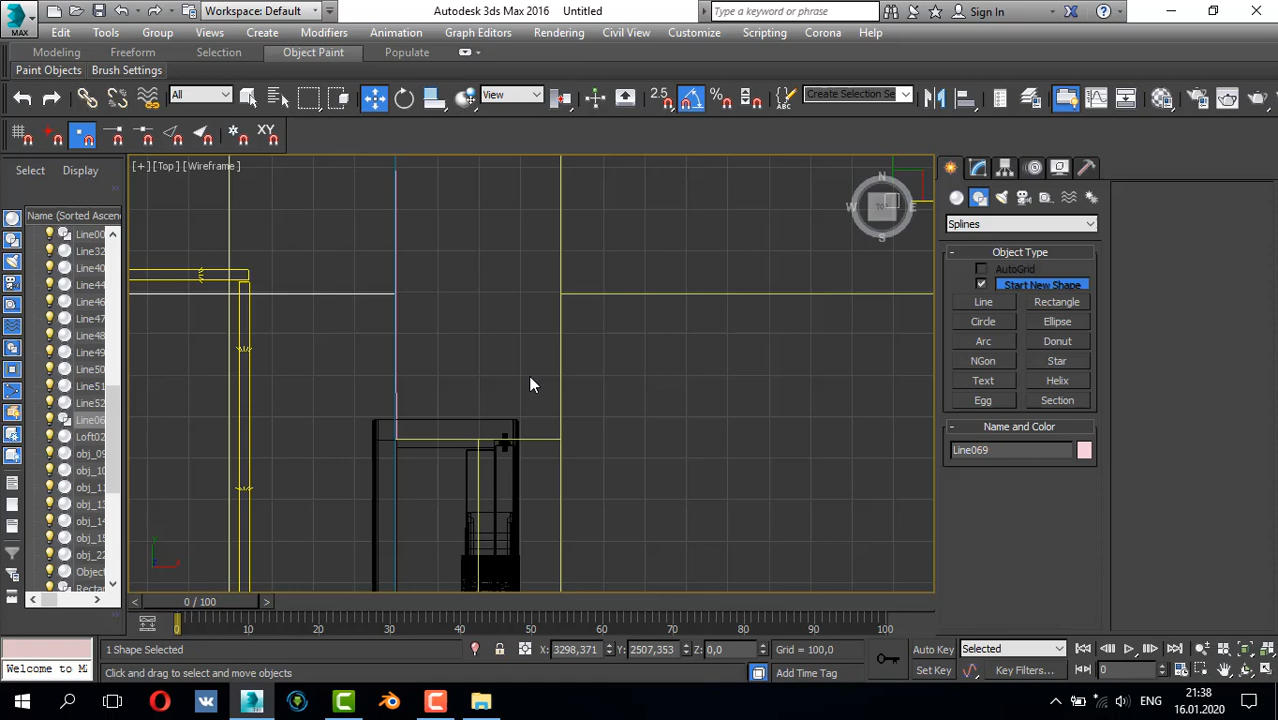 MAX
Workspace: Default
Autodesk 3ds Max 2016 Untitled
Type a keyword or phrase
Sign In
Edit Tools Group Views Create Modifiers Animation Graph Editors Rendering Civil View Customize Scripting Corona Help
Modeling Freeform Selection Object Paint Populate
Paint Objects Brush Settings
All
View
2.5
Create Selection Se
XY
Select Display
[+] [Top] [Wireframe]
N
W
E
S
TOP
Name (Sorted Ascen
Line00
Line32
Line40
Line44
Line46
Line47
Line48
Line49
Line50
Line51
Line52
Line06
Loft02
obj_09
obj_10
obj_11
obj_13
obj_14
obj_15
obj_22
Object
Recta
Splines
- Object Type
AutoGrid
Start New Shape
Line Rectangle
Circle Ellipse
Arc Donut
NGon Star
Text Helix
Egg Section
- Name and Color
Line069
< 0 / 100 >
0 10 20 30 40 50 60 70 80 90 100
Welcome to M
1 Shape Selected
Click and drag to select and move objects
X: 3298,371 Y: 2507,353 Z: 0,0 Grid = 100,0
Add Time Tag
Auto Key Selected
Set Key Key Filters...
0
ENG
21:38
16.01.2020